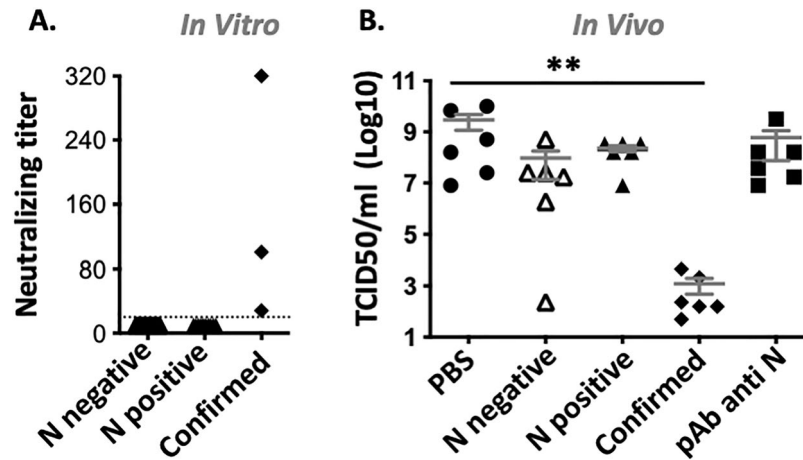 A.
In Vitro
Neutralizing titer
320
240
160
80
0
N negative
N positive
Confirmed
B.
In Vivo
**
TCID50/ml (Log10)
11
9
7
5
3
1
PBS
N negative
N positive
Confirmed
pAb anti N